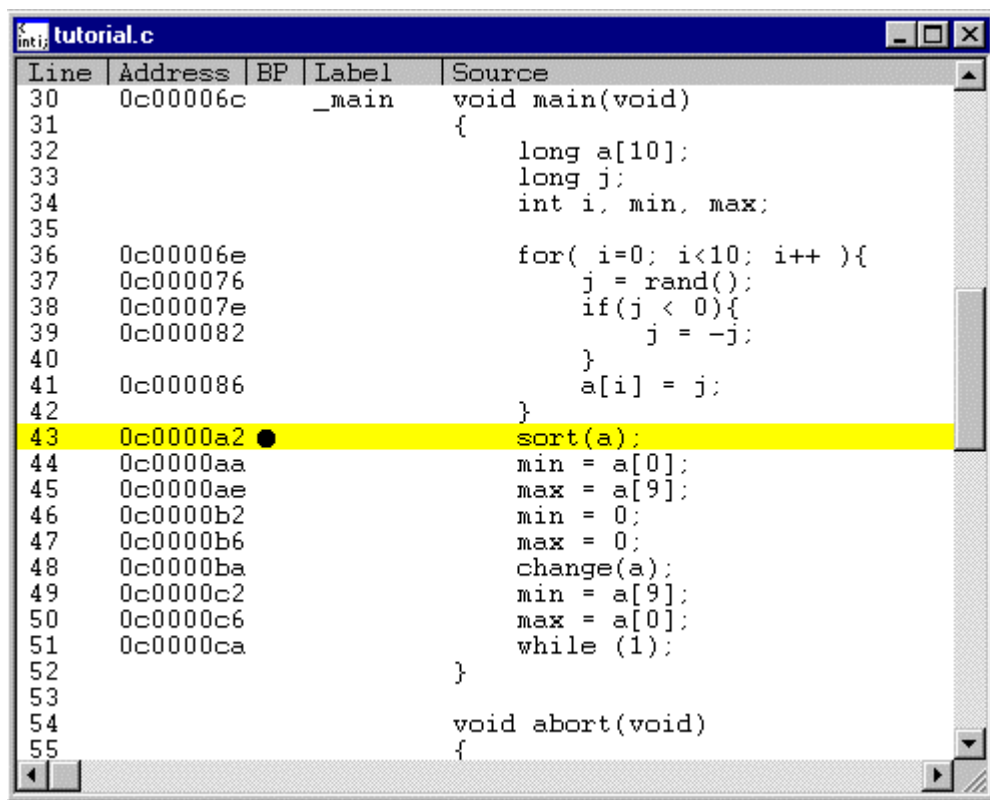 inti; tutorial.c
Line Address BP Label Source
30 0c00006c _main void main(void)
31 {
32 long a[10];
33 long j;
34 int i, min, max;
35
36 0c00006e for( i=0; i<10; i++ ){
37 0c000076 j = rand();
38 0c00007e if(j < 0){
39 0c000082 j = -j;
40 }
41 0c000086 a[i] = j;
42 }
43 0c0000a2 ● sort(a);
44 0c0000aa min = a[0];
45 0c0000ae max = a[9];
46 0c0000b2 min = 0;
47 0c0000b6 max = 0;
48 0c0000ba change(a);
49 0c0000c2 min = a[9];
50 0c0000c6 max = a[0];
51 0c0000ca while (1);
52 }
53
54 void abort(void)
55 {